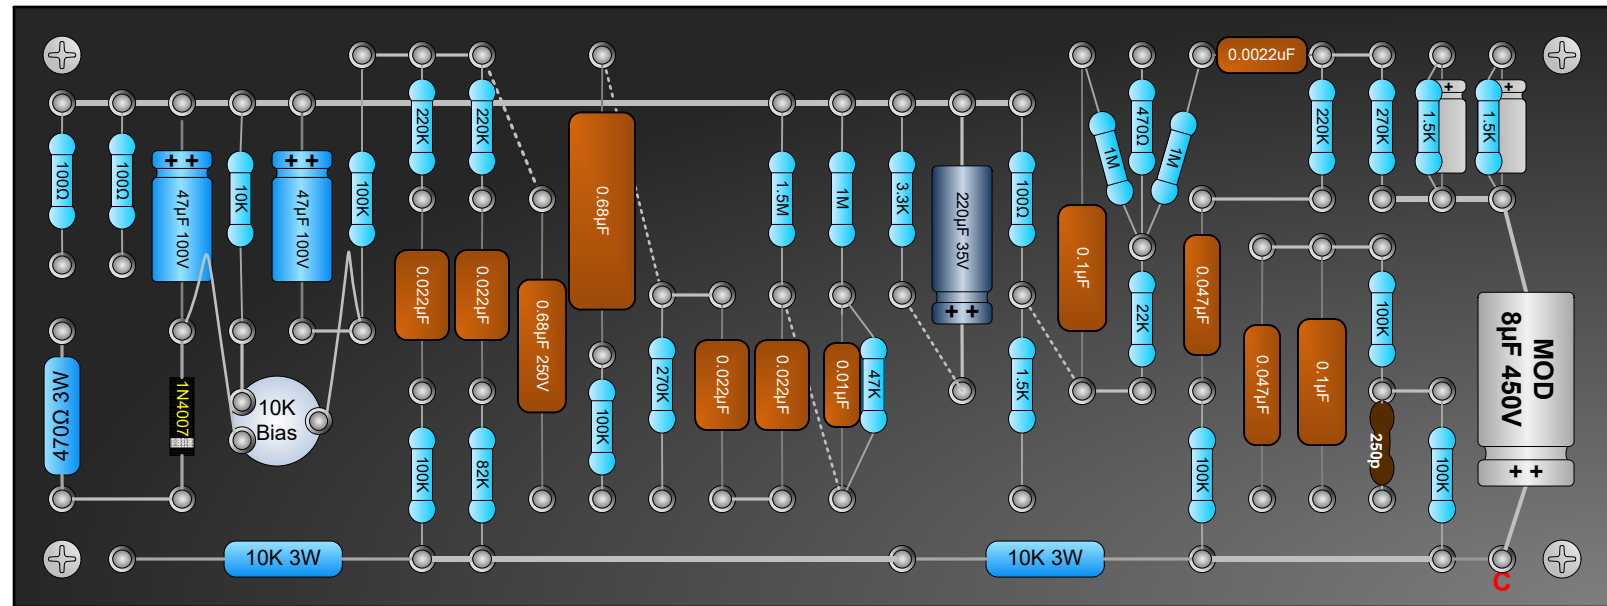 0.0022uF
220K
220K
220K
270K
1.5K
+
1.5K
+
100Ω
100Ω
+ +
47µF 100V
10K
+ +
47µF 100V
100K
0.68µF
1.5M
1M
3.3K
220µF 35V
+ +
100Ω
1M
470Ω
1M
0.022µF
0.022µF
0.68µF 250V
0.1µF
22K
0.047µF
0.047µF
0.1µF
100K
MOD
8µF 450V
+ +
470Ω 3W
1N4007
10K
Bias
100K
270K
0.022µF
0.022µF
0.01µF
47K
1.5K
250p
100K
82K
100K
100K
10K 3W
10K 3W
C